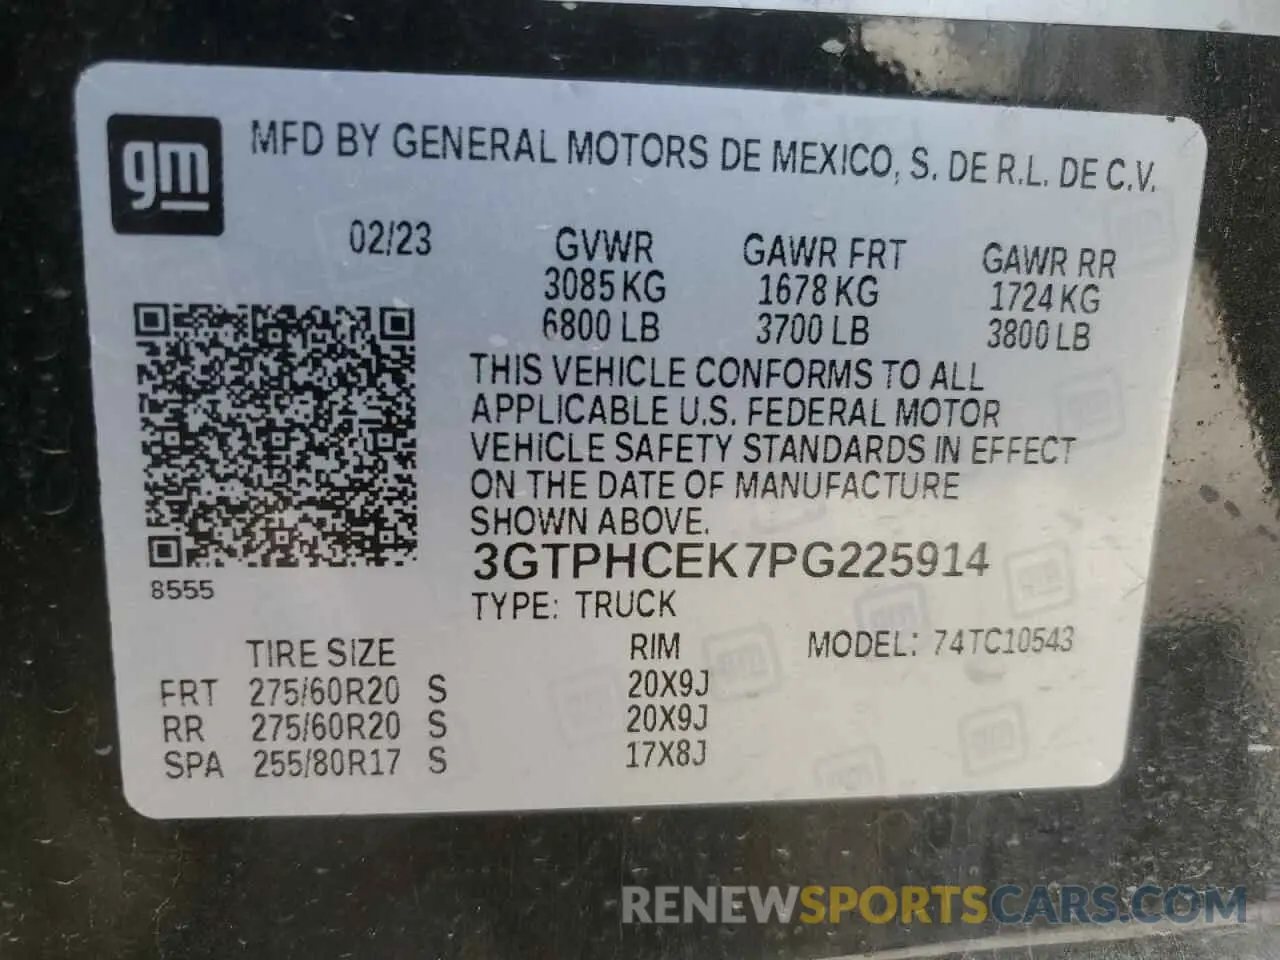 gm
MFD BY GENERAL MOTORS DE MEXICO, S. DE R.L. DE C.V.
02/23 GVWR GAWR FRT GAWR RR
3085 KG 1678 KG 1724 KG
6800 LB 3700 LB 3800 LB
THIS VEHICLE CONFORMS TO ALL
APPLICABLE U.S. FEDERAL MOTOR
VEHICLE SAFETY STANDARDS IN EFFECT
ON THE DATE OF MANUFACTURE
SHOWN ABOVE.
3GTPHCEK7PG225914
8555
TYPE: TRUCK
TIRE SIZE RIM MODEL: 74TC10543
FRT 275/60R20 S 20X9J
RR 275/60R20 S 20X9J
SPA 255/80R17 S 17X8J
RENEWSPORTSCARS.COM